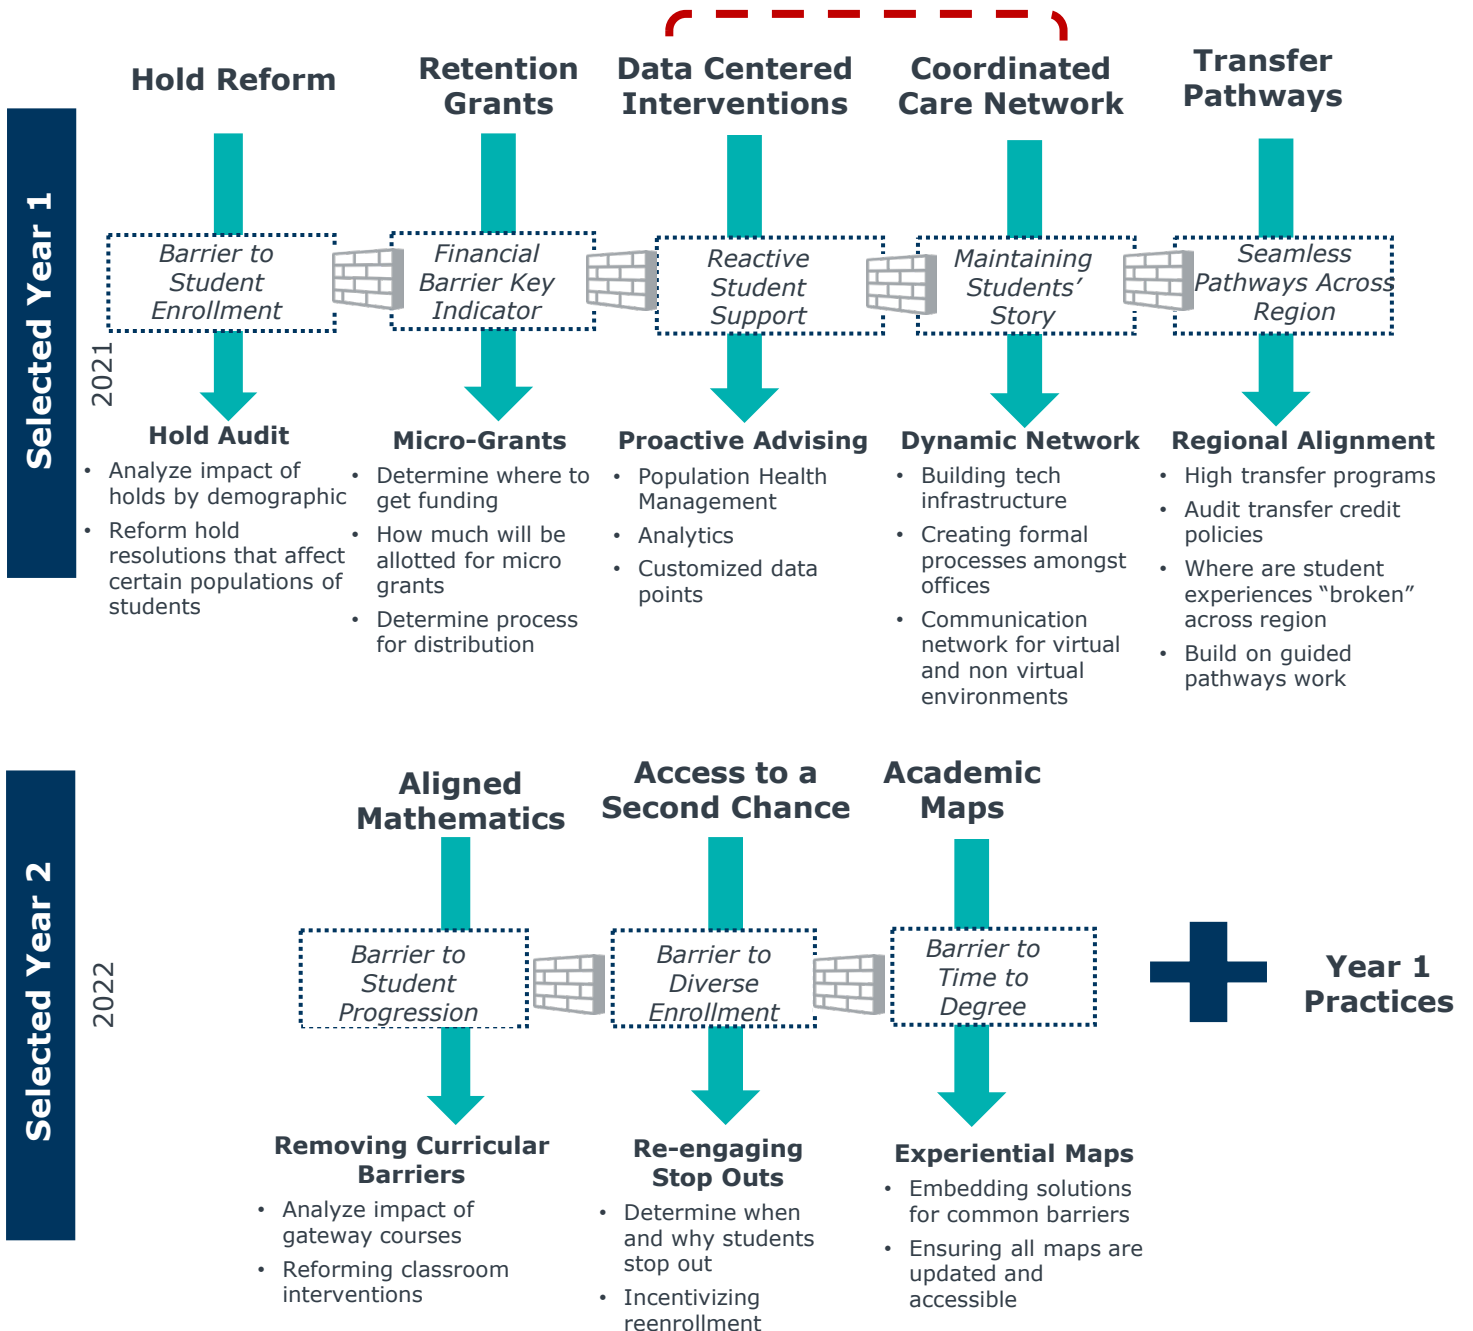 Selected Year 1
2021
Hold Reform
Barrier to
Student
Enrollment
Hold Audit
• Analyze impact of
holds by demographic
• Reform hold
resolutions that affect
certain populations of
students
Retention
Grants
Financial
Barrier Key
Indicator
Micro-Grants
• Determine where to
get funding
• How much will be
allotted for micro
grants
• Determine process
for distribution
Data Centered
Interventions
Reactive
Student
Support
Proactive Advising
• Population Health
Management
• Analytics
• Customized data
points
Coordinated
Care Network
Maintaining
Students’
Story
Dynamic Network
• Building tech
infrastructure
• Creating formal
processes amongst
offices
• Communication
network for virtual
and non virtual
environments
Transfer
Pathways
Seamless
Pathways Across
Region
Regional Alignment
• High transfer programs
• Audit transfer credit
policies
• Where are student
experiences “broken”
across region
• Build on guided
pathways work
Selected Year 2
2022
Aligned
Mathematics
Barrier to
Student
Progression
Removing Curricular
Barriers
• Analyze impact of
gateway courses
• Reforming classroom
interventions
Access to a
Second Chance
Barrier to
Diverse
Enrollment
Re-engaging
Stop Outs
• Determine when
and why students
stop out
• Incentivizing
reenrollment
Academic
Maps
Barrier to
Time to
Degree
Experiential Maps
• Embedding solutions
for common barriers
• Ensuring all maps are
updated and
accessible
Year 1
Practices